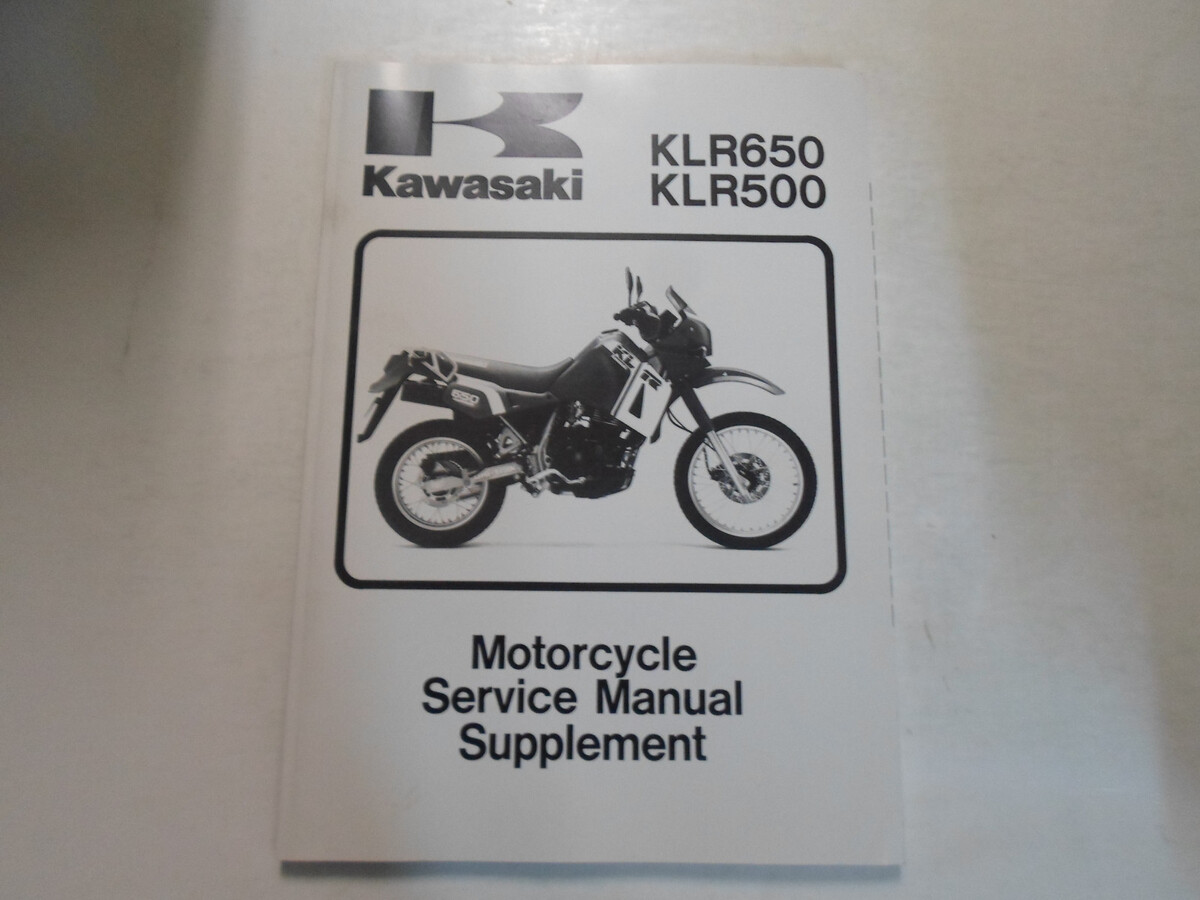 Kawasaki
KLR650
KLR500
KLR
650
Motorcycle
Service Manual
Supplement